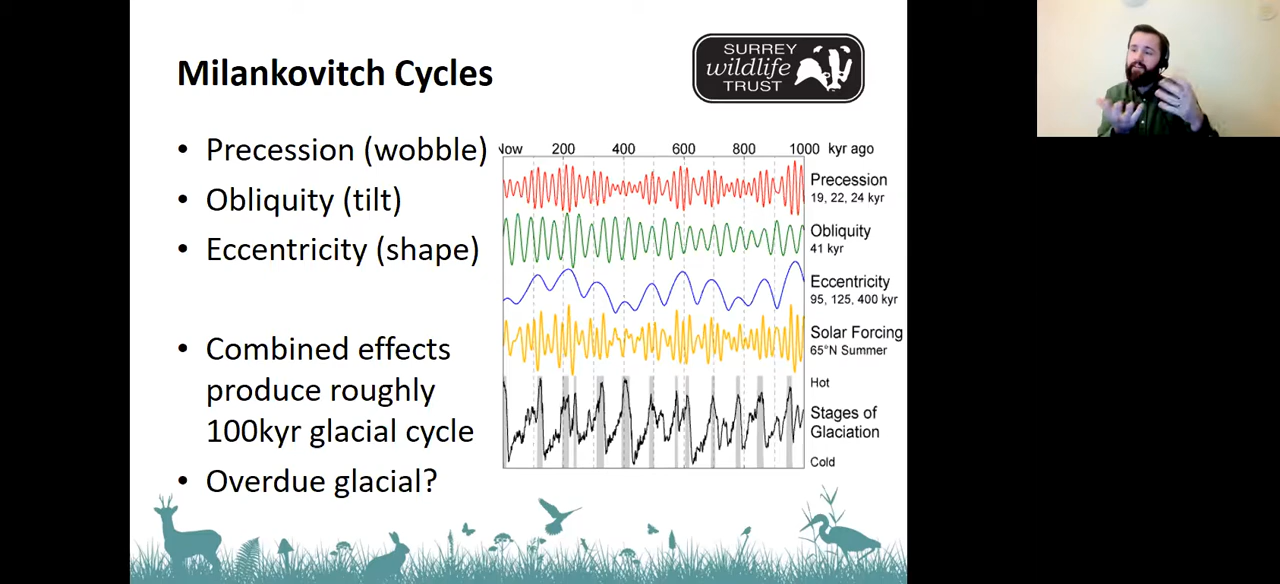 Milankovitch Cycles
SURREY
wildlife
TRUST
• Precession (wobble)
• Obliquity (tilt)
• Eccentricity (shape)
• Combined effects
produce roughly
100kyr glacial cycle
• Overdue glacial?
Now 200 400 600 800 1000 kyr ago
Precession
19, 22, 24 kyr
Obliquity
41 kyr
Eccentricity
95, 125, 400 kyr
Solar Forcing
65°N Summer
Hot
Stages of
Glaciation
Cold